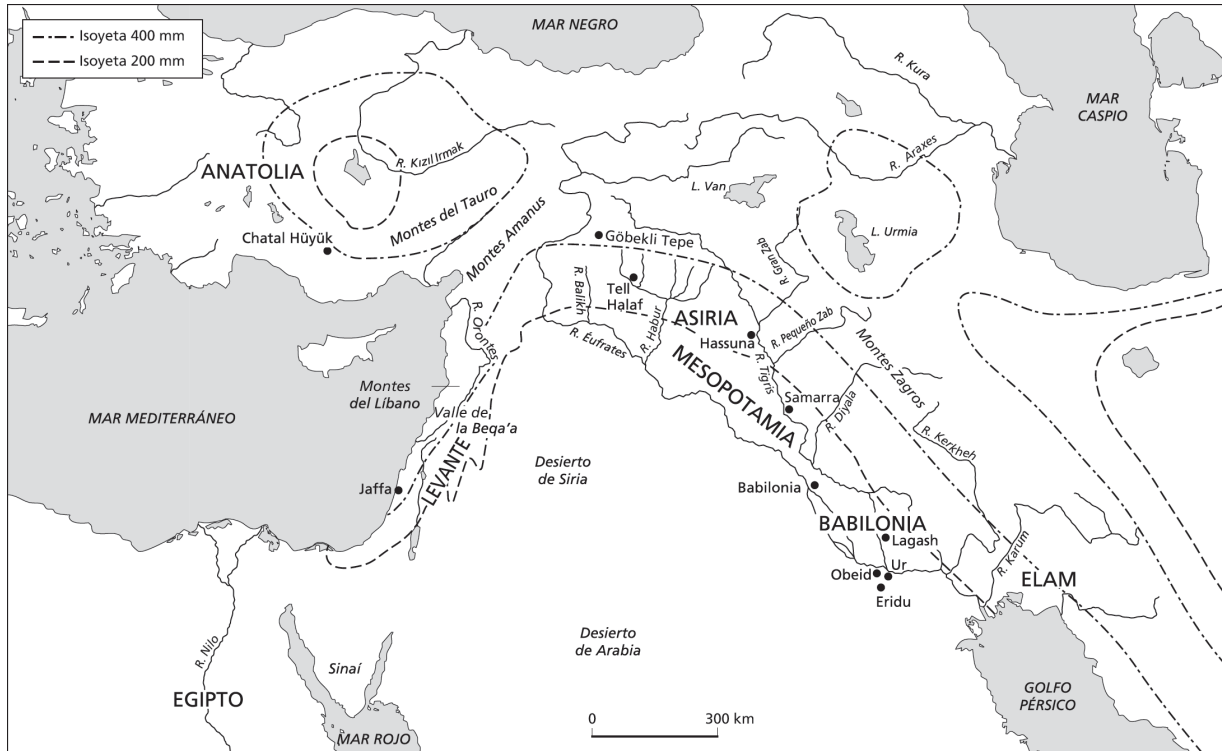 Isoyeta 400 mm
Isoyeta 200 mm
MAR NEGRO
MAR
CASPIO
R. Kura
R. Araxes
R. Kızıl Irmak
ANATOLIA
L. Van
L. Urmia
Montes del Tauro
Chatal Hüyük
Montes Amanus
Göbekli Tepe
R. Gran Zab
R. Balikh
Tell
Halaf
R. Habur
ASIRIA
Hassuna
R. Pequeño Zab
R. Orontes
R. Éufrates
MESOPOTAMIA
R. Tigris
Montes Zagros
Montes
del Líbano
Samarra
R. Diyala
MAR MEDITERRÁNEO
Valle de
la Beqa'a
R. Kerkheh
LEVANTE
Desierto
de Siria
Jaffa
Babilonia
BABILONIA
Lagash
R. Karum
Obeid
Ur
ELAM
Eridu
Desierto
de Arabia
R. Nilo
Sinaí
EGIPTO
GOLFO
PÉRSICO
0 300 km
MAR ROJO